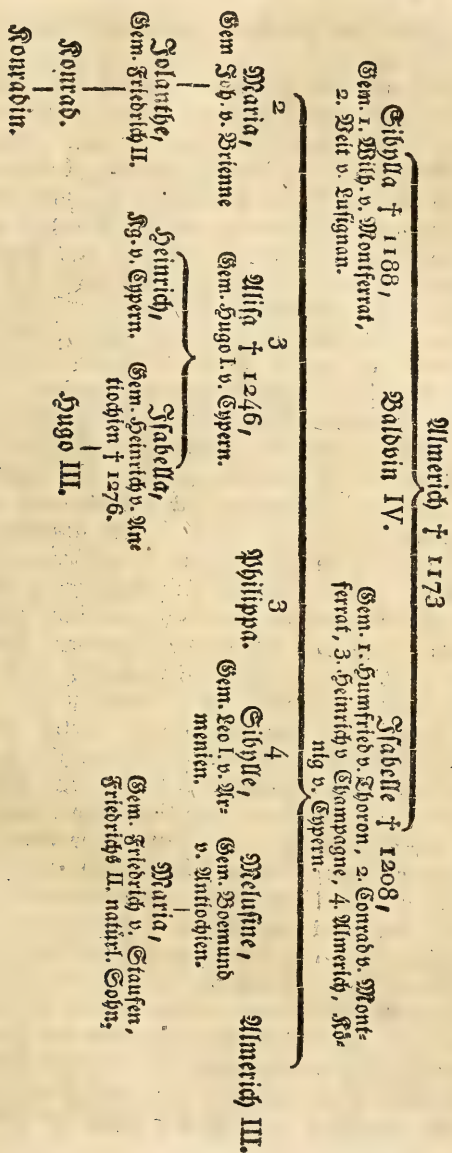 Almerich † 1173
Sibylla † 1188,
Gem. 1. Wilh. v. Montferrat,
2. Veit v. Lusignan.
Baldvin IV.
Isabelle † 1208,
Gem. 1. Humfried v. Thoron, 2. Conrad v. Mont-
ferrat, 3. Heinrich v Champagne, 4. Almerich, Kö-
nig v. Cypern.
2
Maria,
Gem Joh. v. Brienne
Jolanthe,
Gem. Friedrich II.
Konrad.
Konradin.
3
Alisa † 1246,
Gem. Hugo I. v. Cypern.
Heinrich,
Kg. v. Cypern.
Isabella,
Gem. Heinrich v. An-
tiochien † 1276.
Hugo III.
3
Philippa.
4
Sibylle,
Gem. Leo I. v. Ar-
menien.
Melusine,
Gem. Boemund
v. Antiochien.
Maria,
Gem. Friedrich v. Staufen,
Friedrichs II. natürl. Sohn,
Almerich III.